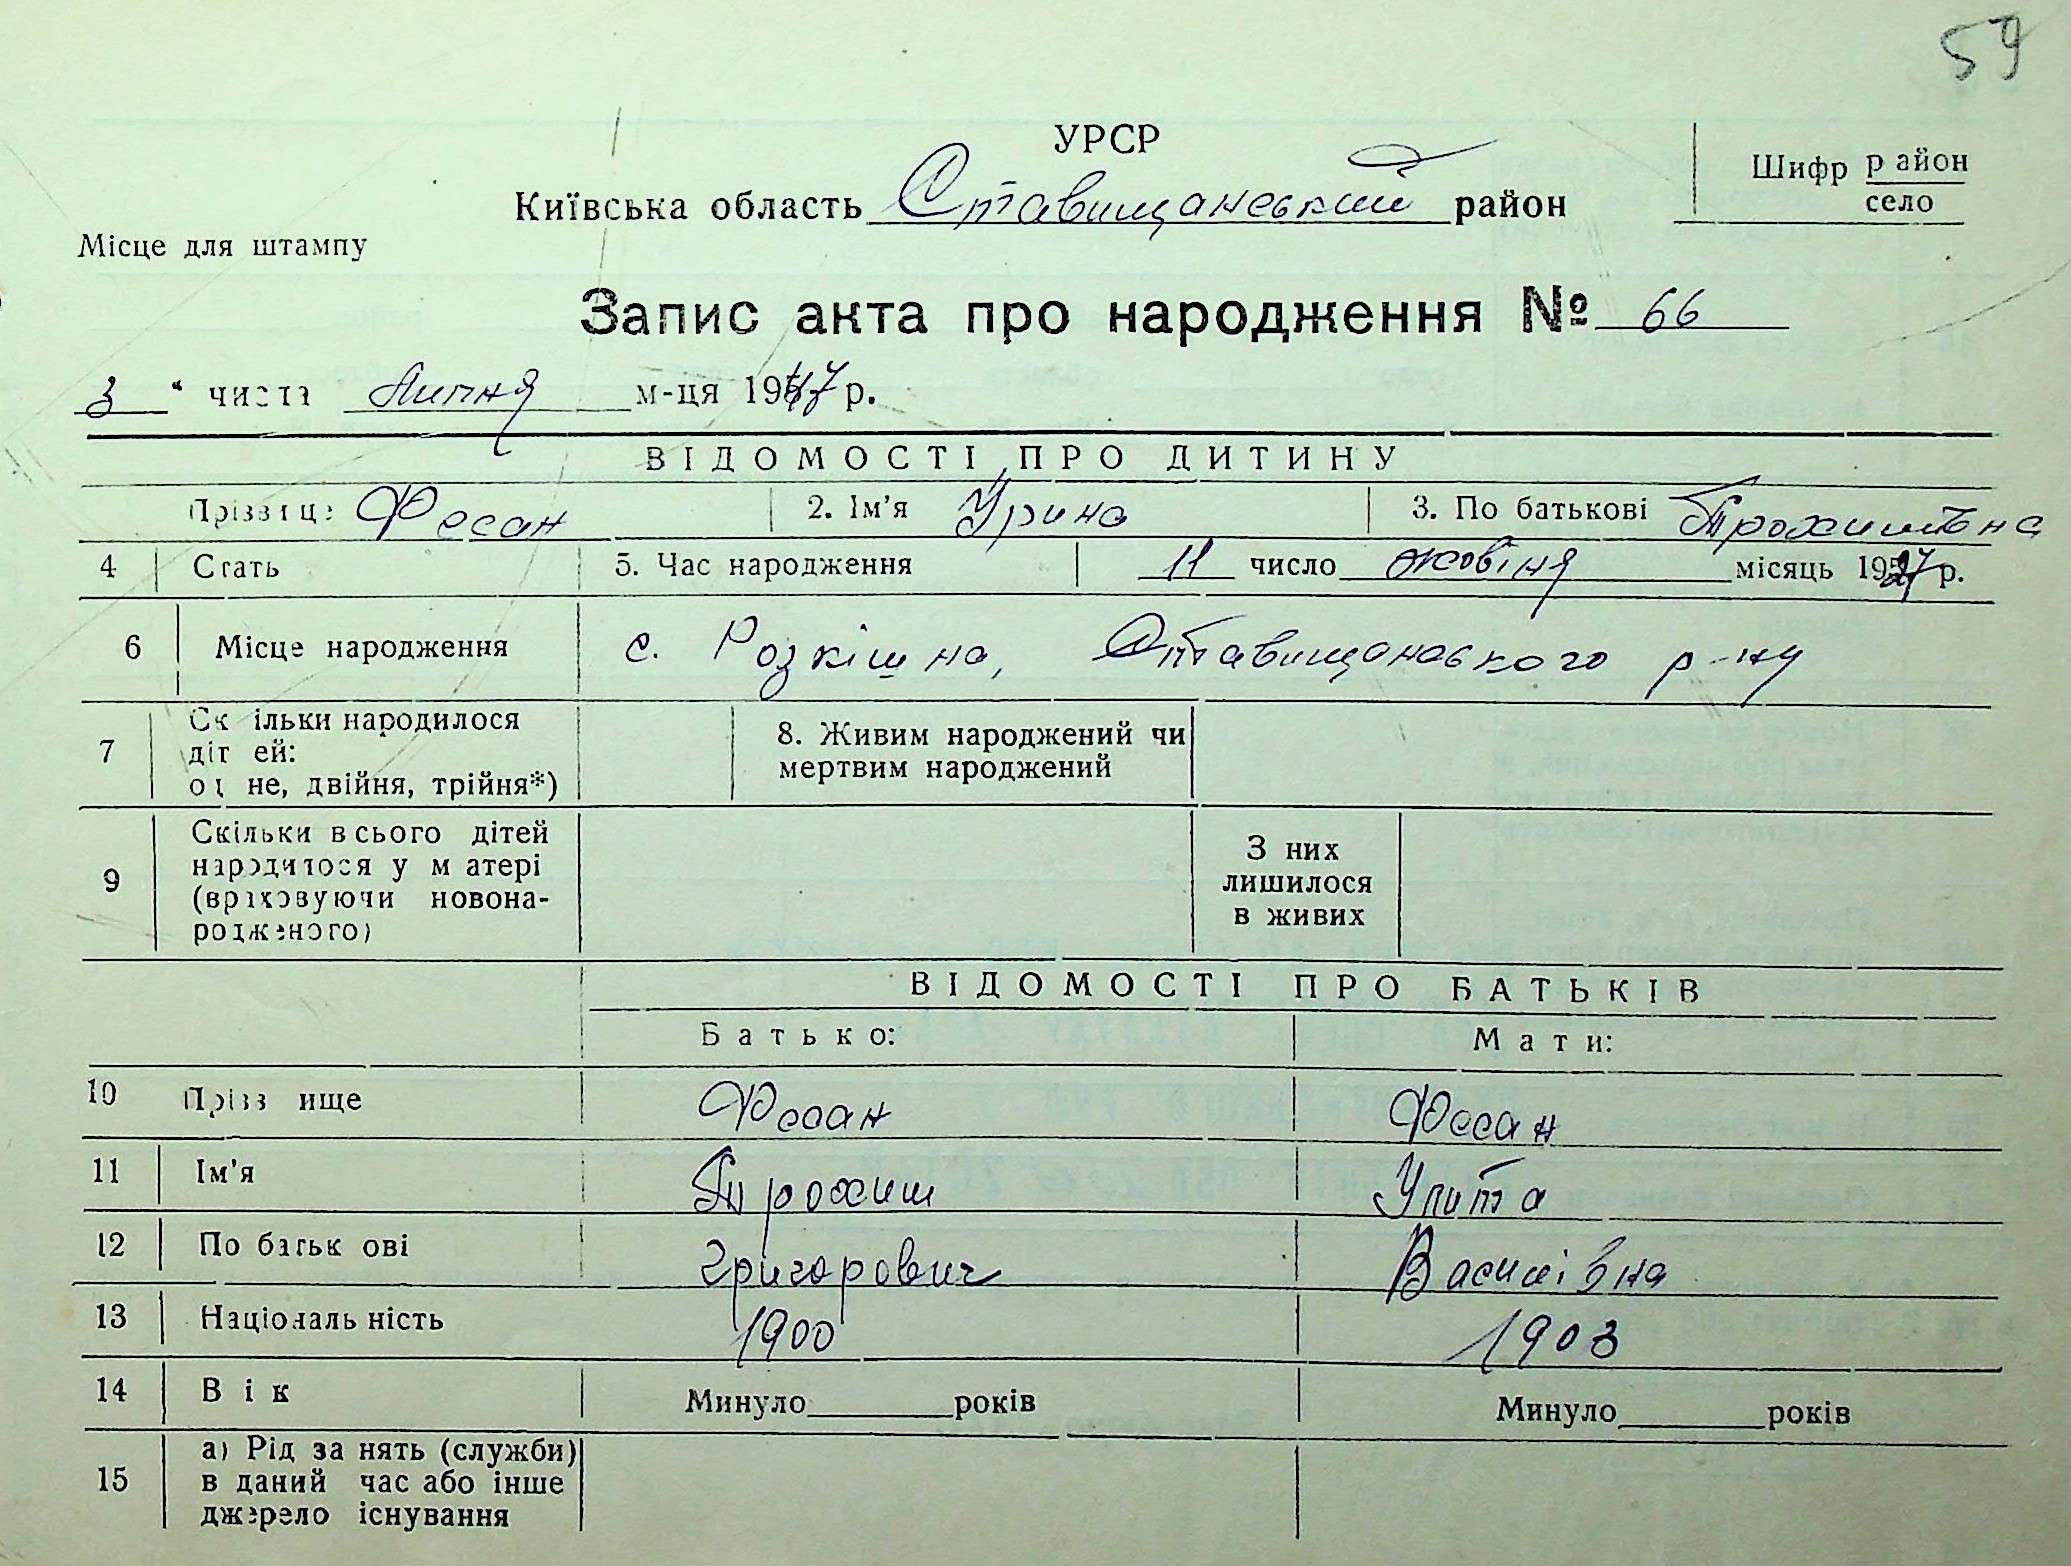 59
УРСР
Київська область Ставищанський район
Шифр район
село
Місце для штампу
Запис акта про народження № 66
3 " числа Липня м-ця 1947 р.
ВІДОМОСТІ ПРО ДИТИНУ
Прізвище Фесан 2. Ім'я Урина 3. По батькові Трохимівна
4 Стать 5. Час народження 11 число жовтня місяць 1927 р.
6 Місце народження с. Розкішна, Ставищанського р-ну
7 Скільки народилося
дітей:
одне, двійня, трійня*)
8. Живим народжений чи
мертвим народжений
9 Скільки всього дітей
народилося у матері
(враховуючи новона-
родженого)
З них
лишилося
в живих
ВІДОМОСТІ ПРО БАТЬКІВ
Батько: Мати:
10 Прізвище Фесан Фесан
11 Ім'я Трохим Улита
12 По батькові Григорович Василівна
13 Національність 1900 1903
14 Вік Минуло років Минуло років
15 а) Рід занять (служби)
в даний час або інше
джерело існування